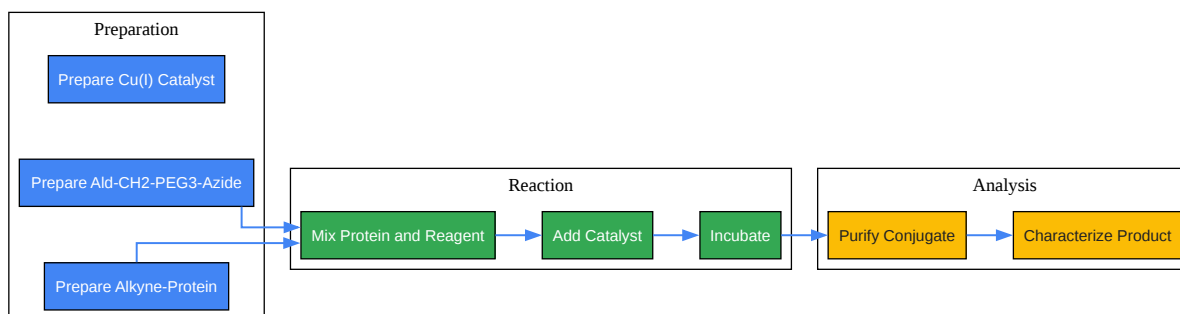 Preparation
Prepare Cu(I) Catalyst
Prepare Ald-CH2-PEG3-Azide
Prepare Alkyne-Protein
Reaction
Mix Protein and Reagent
Add Catalyst
Incubate
Analysis
Purify Conjugate
Characterize Product